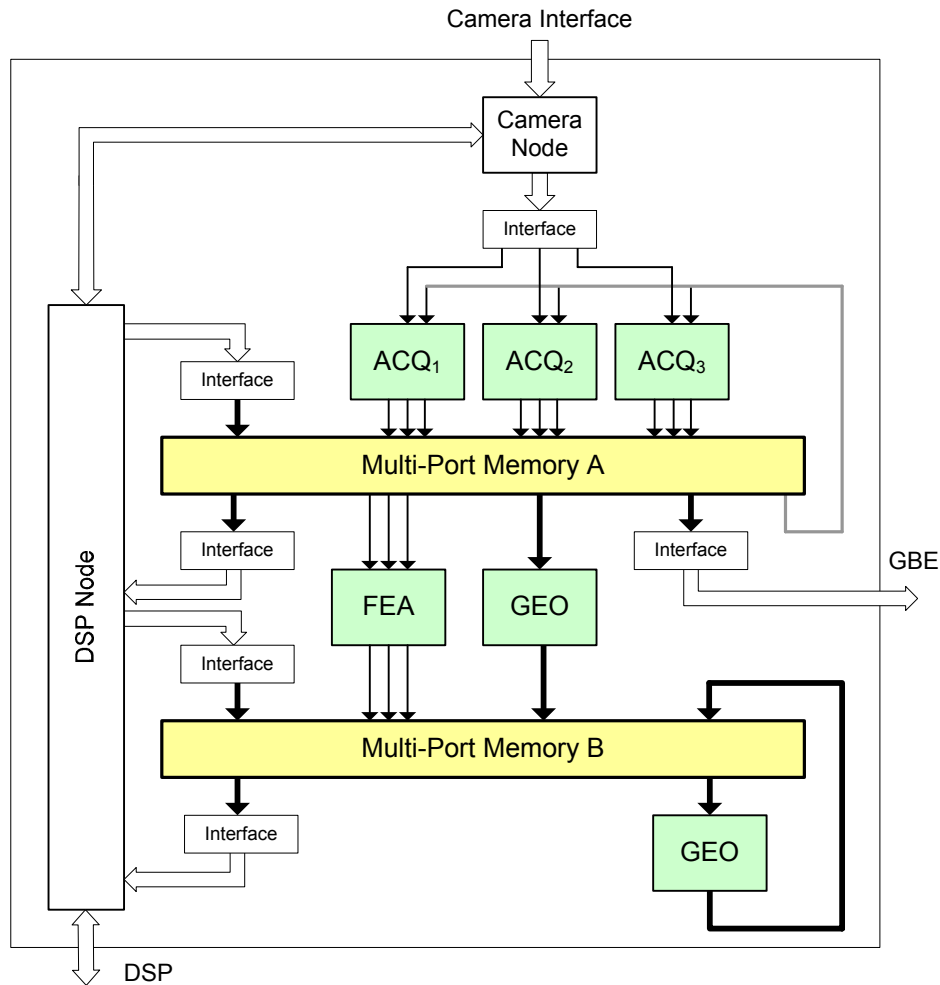 Camera Interface
Camera
Node
Interface
ACQ₁
ACQ₂
ACQ₃
Interface
Multi-Port Memory A
Interface
Interface
GBE
DSP Node
FEA
GEO
Interface
Multi-Port Memory B
Interface
GEO
DSP